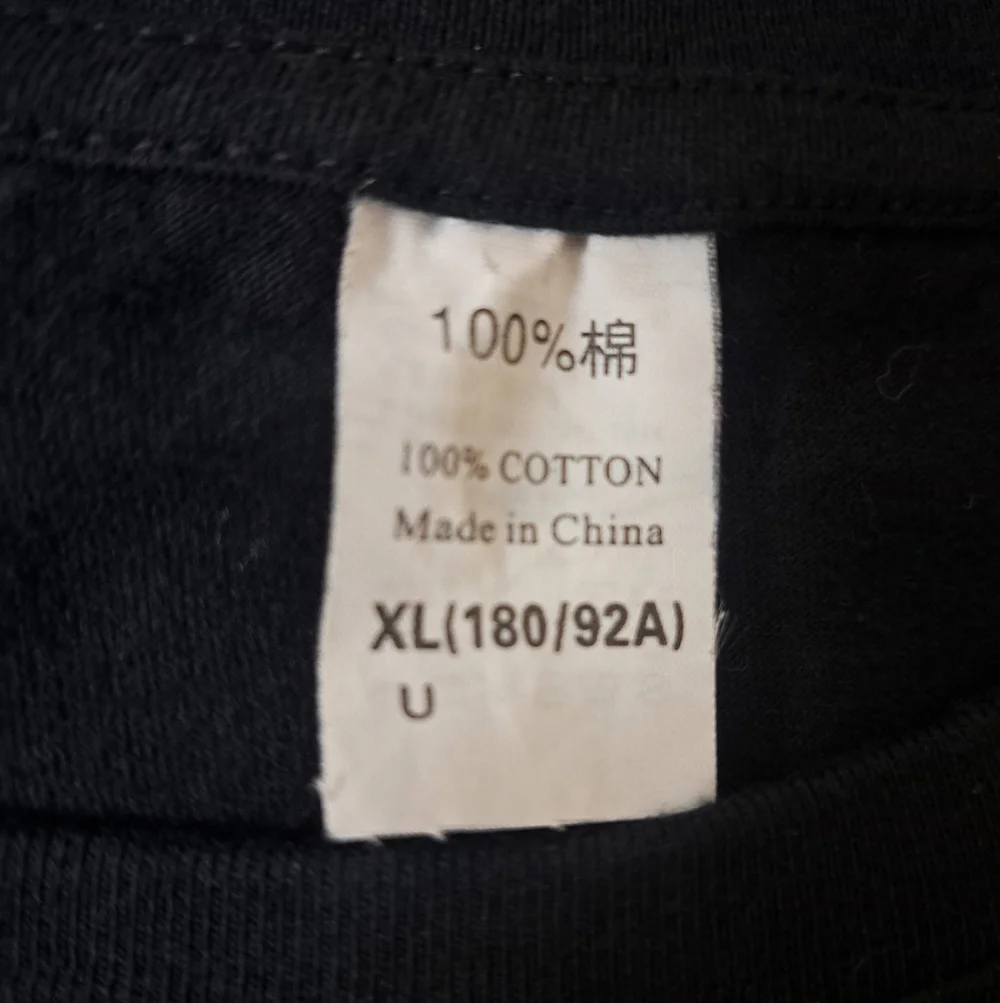 100%棉
100% COTTON
Made in China
XL(180/92A)
U